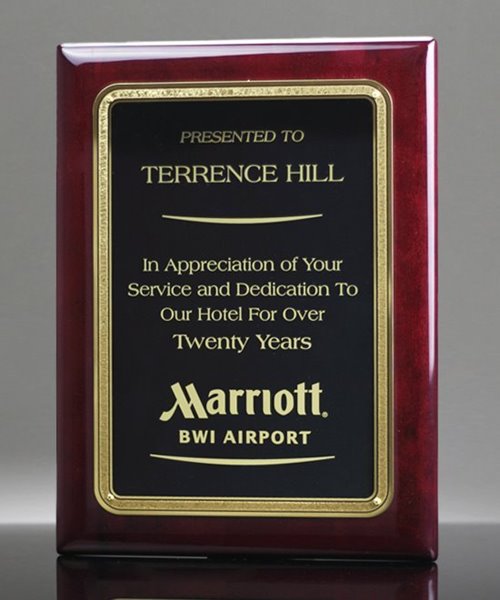 PRESENTED TO
TERRENCE HILL
In Appreciation of Your
Service and Dedication To
Our Hotel For Over
Twenty Years
Marriott®
BWI AIRPORT